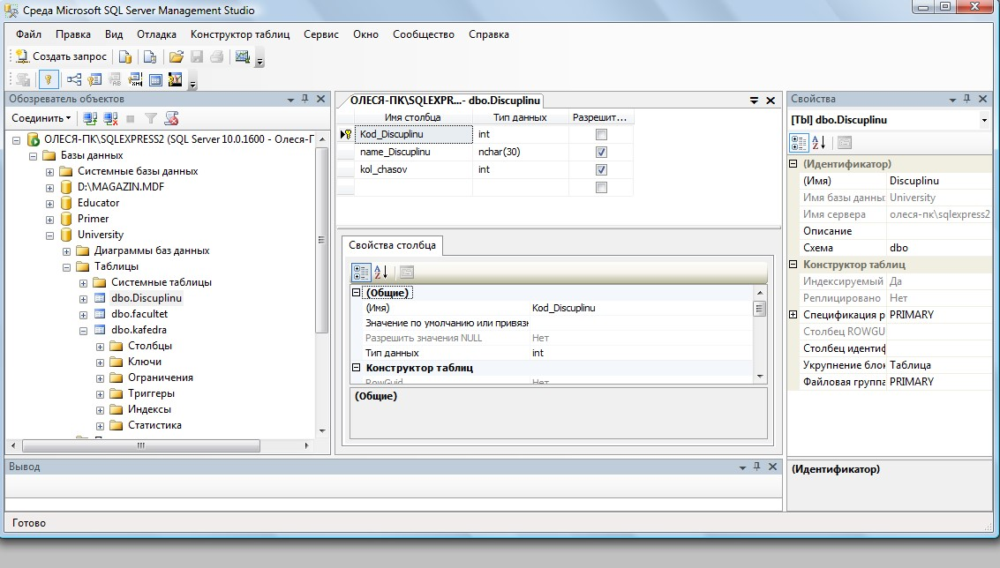 Среда Microsoft SQL Server Management Studio
Файл Правка Вид Отладка Конструктор таблиц Сервис Окно Сообщество Справка
Создать запрос
Обозреватель объектов
Соединить
ОЛЕСЯ-ПК\SQLEXPRESS2 (SQL Server 10.0.1600 - Олеся-Г
Базы данных
Системные базы данных
D:\MAGAZIN.MDF
Educator
Primer
University
Диаграммы баз данных
Таблицы
Системные таблицы
dbo.Discuplinu
dbo.facultet
dbo.kafedra
Столбцы
Ключи
Ограничения
Триггеры
Индексы
Статистика
ОЛЕСЯ-ПК\SQLEXPR...- dbo.Discuplinu
Имя столбца Тип данных Разрешит...
Kod_Discuplinu int
name_Discuplinu nchar(30)
kol_chasov int
Свойства столбца
(Общие)
(Имя) Kod_Discuplinu
Значение по умолчанию или привязк
Разрешить значения NULL Нет
Тип данных int
Конструктор таблиц
RowGuid Нет
(Общие)
Свойства
[Tbl] dbo.Discuplinu
(Идентификатор)
(Имя) Discuplinu
Имя базы данны University
Имя сервера олеся-пк\sqlexpress2
Описание
Схема dbo
Конструктор таблиц
Индексируемый Да
Реплицировано Нет
Спецификация р PRIMARY
Столбец ROWGU
Столбец идентиф
Укрупнение блок Таблица
Файловая группа PRIMARY
(Идентификатор)
Вывод
Готово